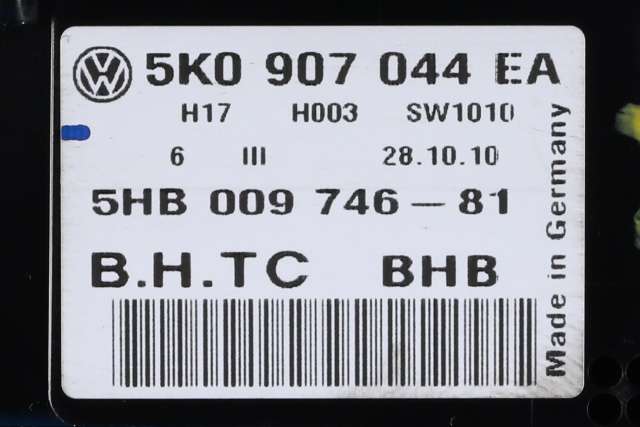 5K0 907 044 EA
H17 H003 SW1010
6 III 28.10.10
5HB 009 746-81
B.H.TC BHB
Made in Germany